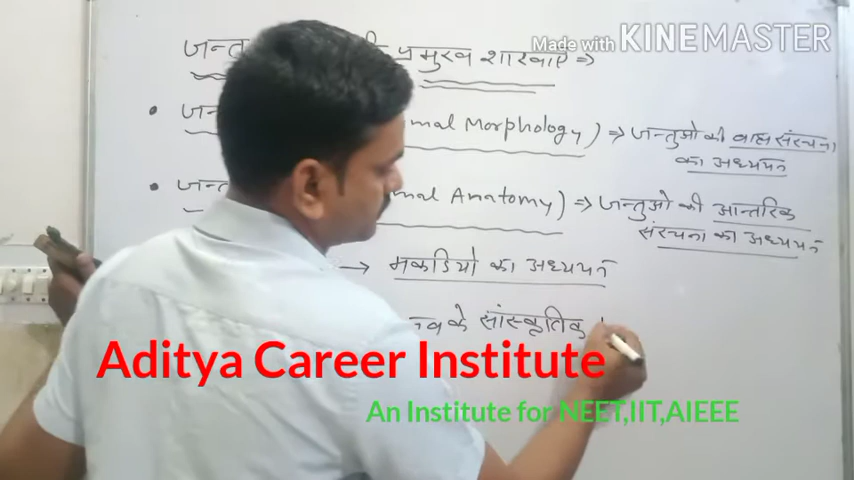 Made with KINEMASTER
जन्तु प्रमुख शाखाएं ⇒
• जन mal Morphology) ⇒ जन्तुओ की बाह्य संरचना
का अध्ययन
• जन्त mal Anatomy) ⇒ जन्तुओ की आन्तरिक
संरचना का अध्ययन
→ मकडियो का अध्ययन
नव के सांस्कृतिक
Aditya Career Institute
An Institute for NEET,IIT,AIEEE